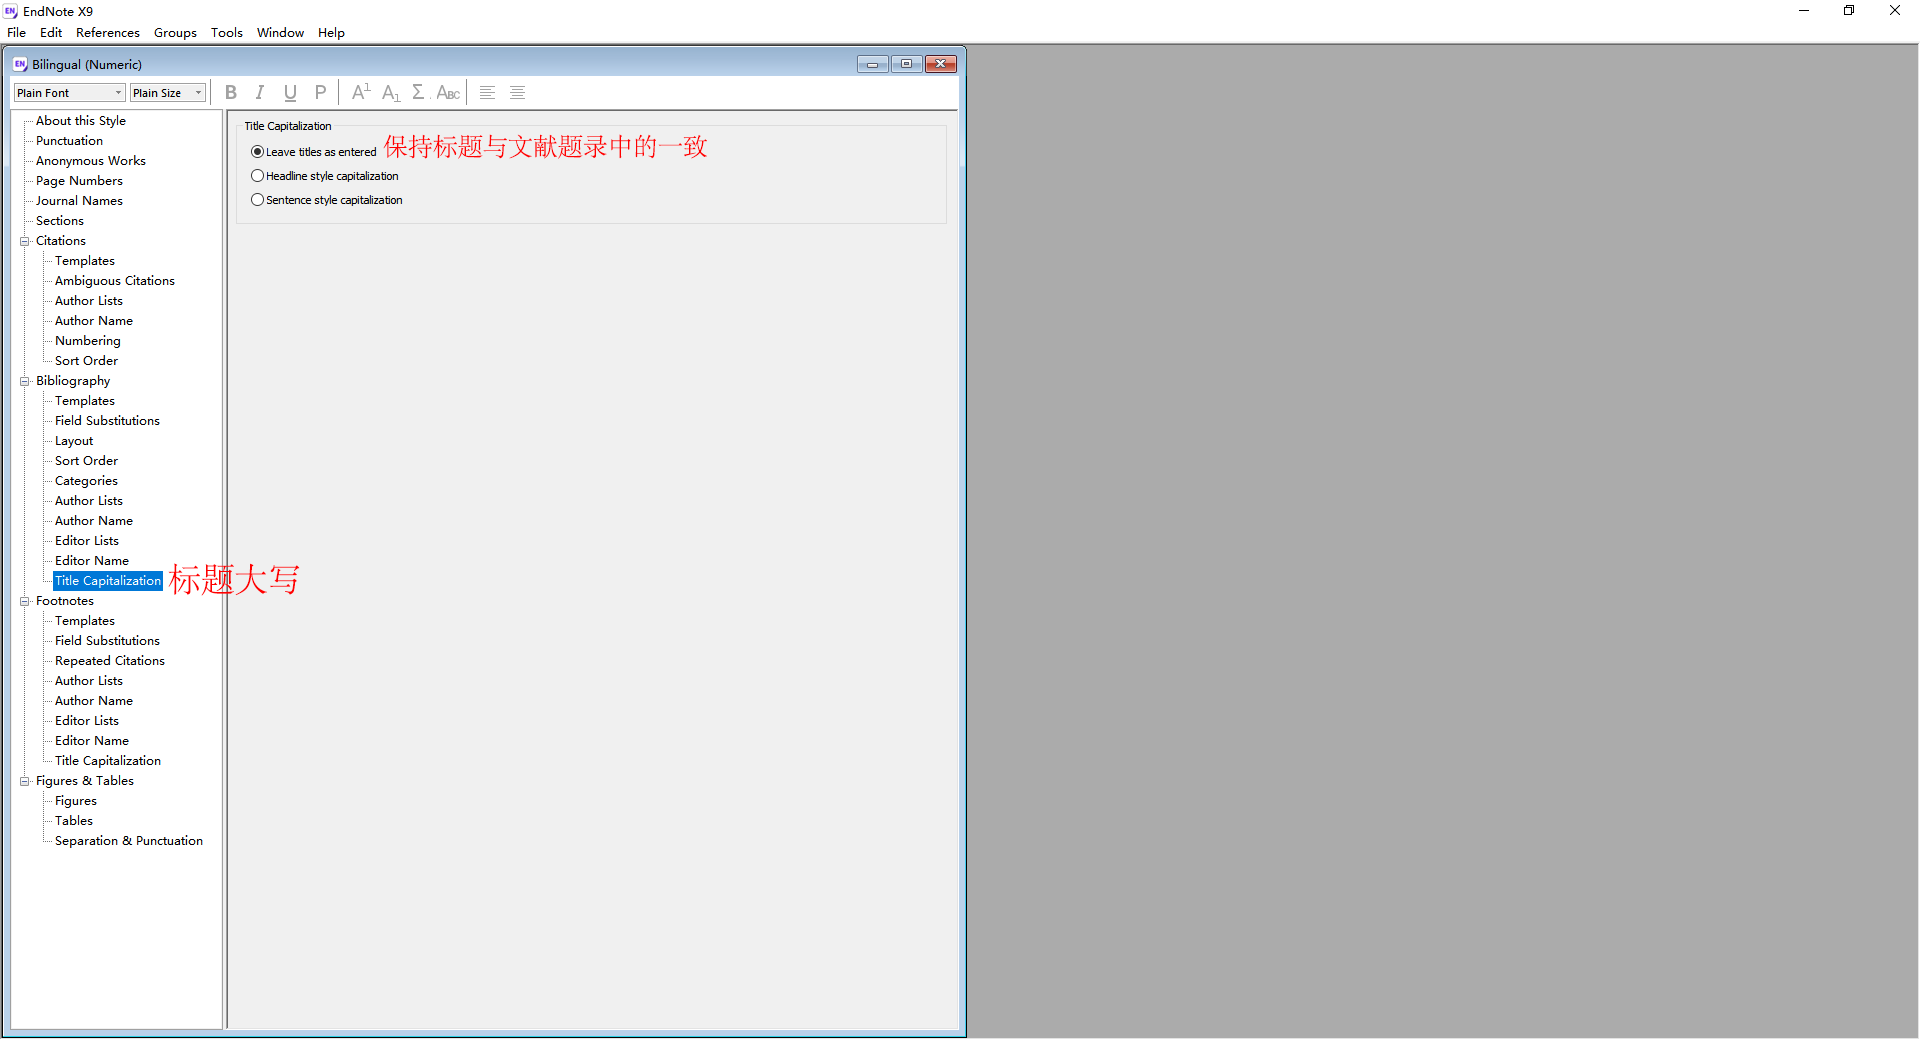 EndNote X9
File Edit References Groups Tools Window Help
Bilingual (Numeric)
Plain Font Plain Size B I U P A1 A1 Σ ABC
About this Style
Punctuation
Anonymous Works
Page Numbers
Journal Names
Sections
Citations
Templates
Ambiguous Citations
Author Lists
Author Name
Numbering
Sort Order
Bibliography
Templates
Field Substitutions
Layout
Sort Order
Categories
Author Lists
Author Name
Editor Lists
Editor Name
Title Capitalization 标题大写
Footnotes
Templates
Field Substitutions
Repeated Citations
Author Lists
Author Name
Editor Lists
Editor Name
Title Capitalization
Figures & Tables
Figures
Tables
Separation & Punctuation
Title Capitalization
Leave titles as entered 保持标题与文献题录中的一致
Headline style capitalization
Sentence style capitalization